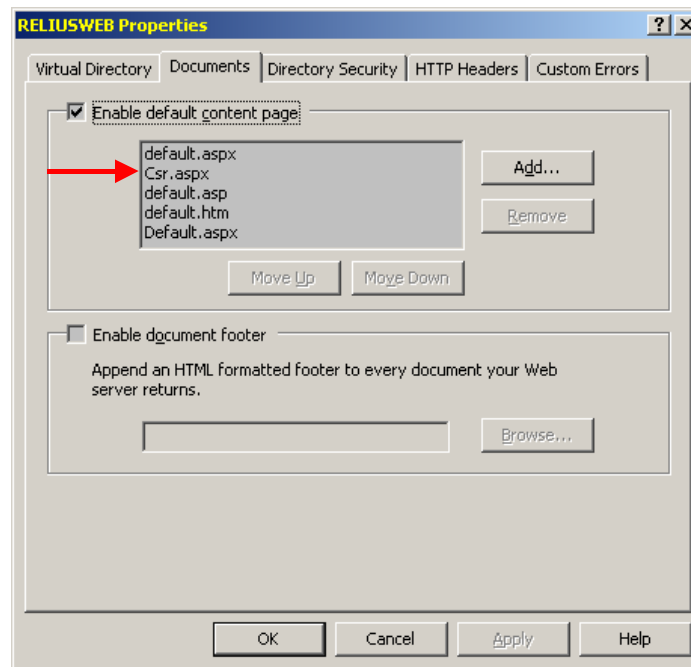 RELIUSWEB Properties
Virtual Directory
Documents
Directory Security
HTTP Headers
Custom Errors
Enable default content page
default.aspx
Csr.aspx
default.asp
default.htm
Default.aspx
Add...
Remove
Move Up
Move Down
Enable document footer
Append an HTML formatted footer to every document your Web
server returns.
Browse...
OK
Cancel
Apply
Help